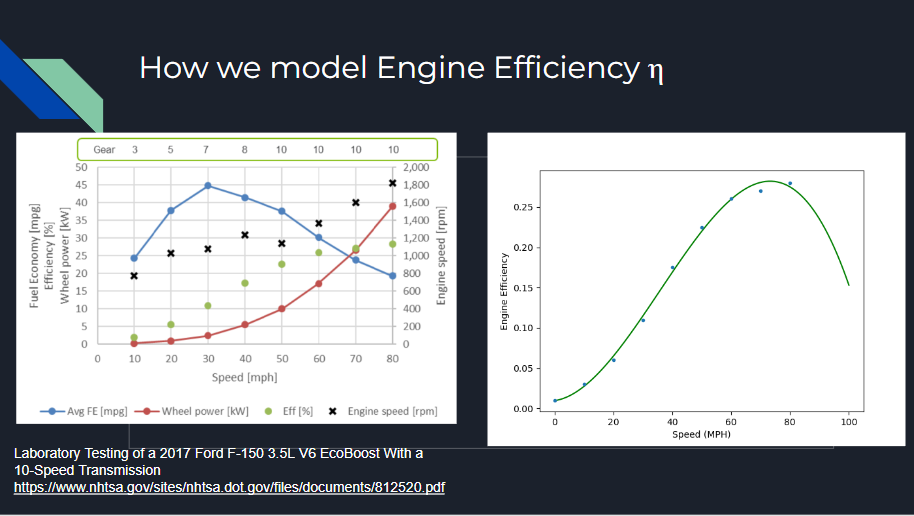 How we model Engine Efficiency η
Gear 3 5 7 8 10 10 10 10
50
45
40
35
30
25
20
15
10
5
0
Fuel Economy [mpg]
Efficiency [%]
Wheel power [kW]
2,000
1,800
1,600
1,400
1,200
1,000
800
600
400
200
0
Engine speed [rpm]
0 10 20 30 40 50 60 70 80
Speed [mph]
Avg FE [mpg] Wheel power [kW] Eff [%] Engine speed [rpm]
0.25
0.20
0.15
0.10
0.05
0.00
Engine Efficiency
0 20 40 60 80 100
Speed (MPH)
Laboratory Testing of a 2017 Ford F-150 3.5L V6 EcoBoost With a
10-Speed Transmission
https://www.nhtsa.gov/sites/nhtsa.dot.gov/files/documents/812520.pdf